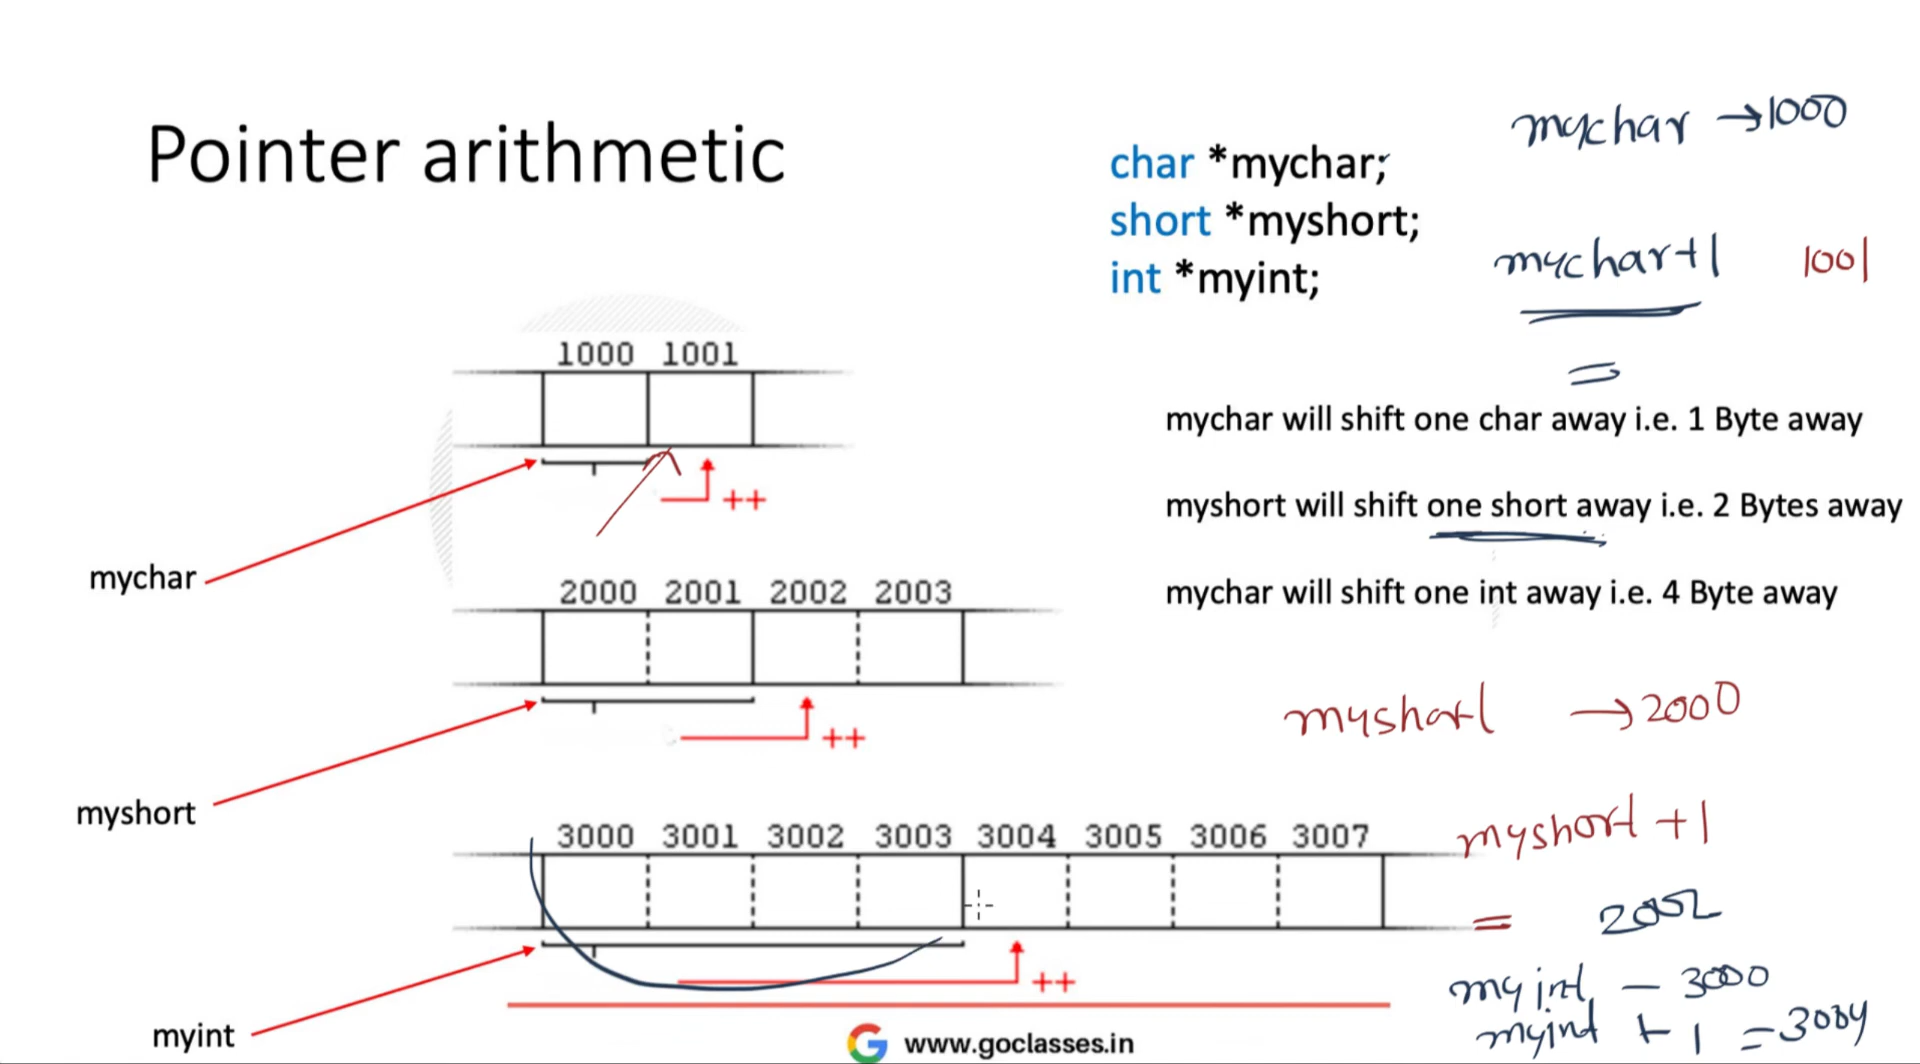 Pointer arithmetic
char *mychar;
short *myshort;
int *myint;
mychar →1000
mychar+1 1001
=
1000 1001
++
mychar
mychar will shift one char away i.e. 1 Byte away
myshort will shift one short away i.e. 2 Bytes away
mychar will shift one int away i.e. 4 Byte away
2000 2001 2002 2003
++
myshort
myshort →2000
myshort +1
= 2002
3000 3001 3002 3003 3004 3005 3006 3007
++
myint
myint – 3000
myint + 1 = 3004
www.goclasses.in